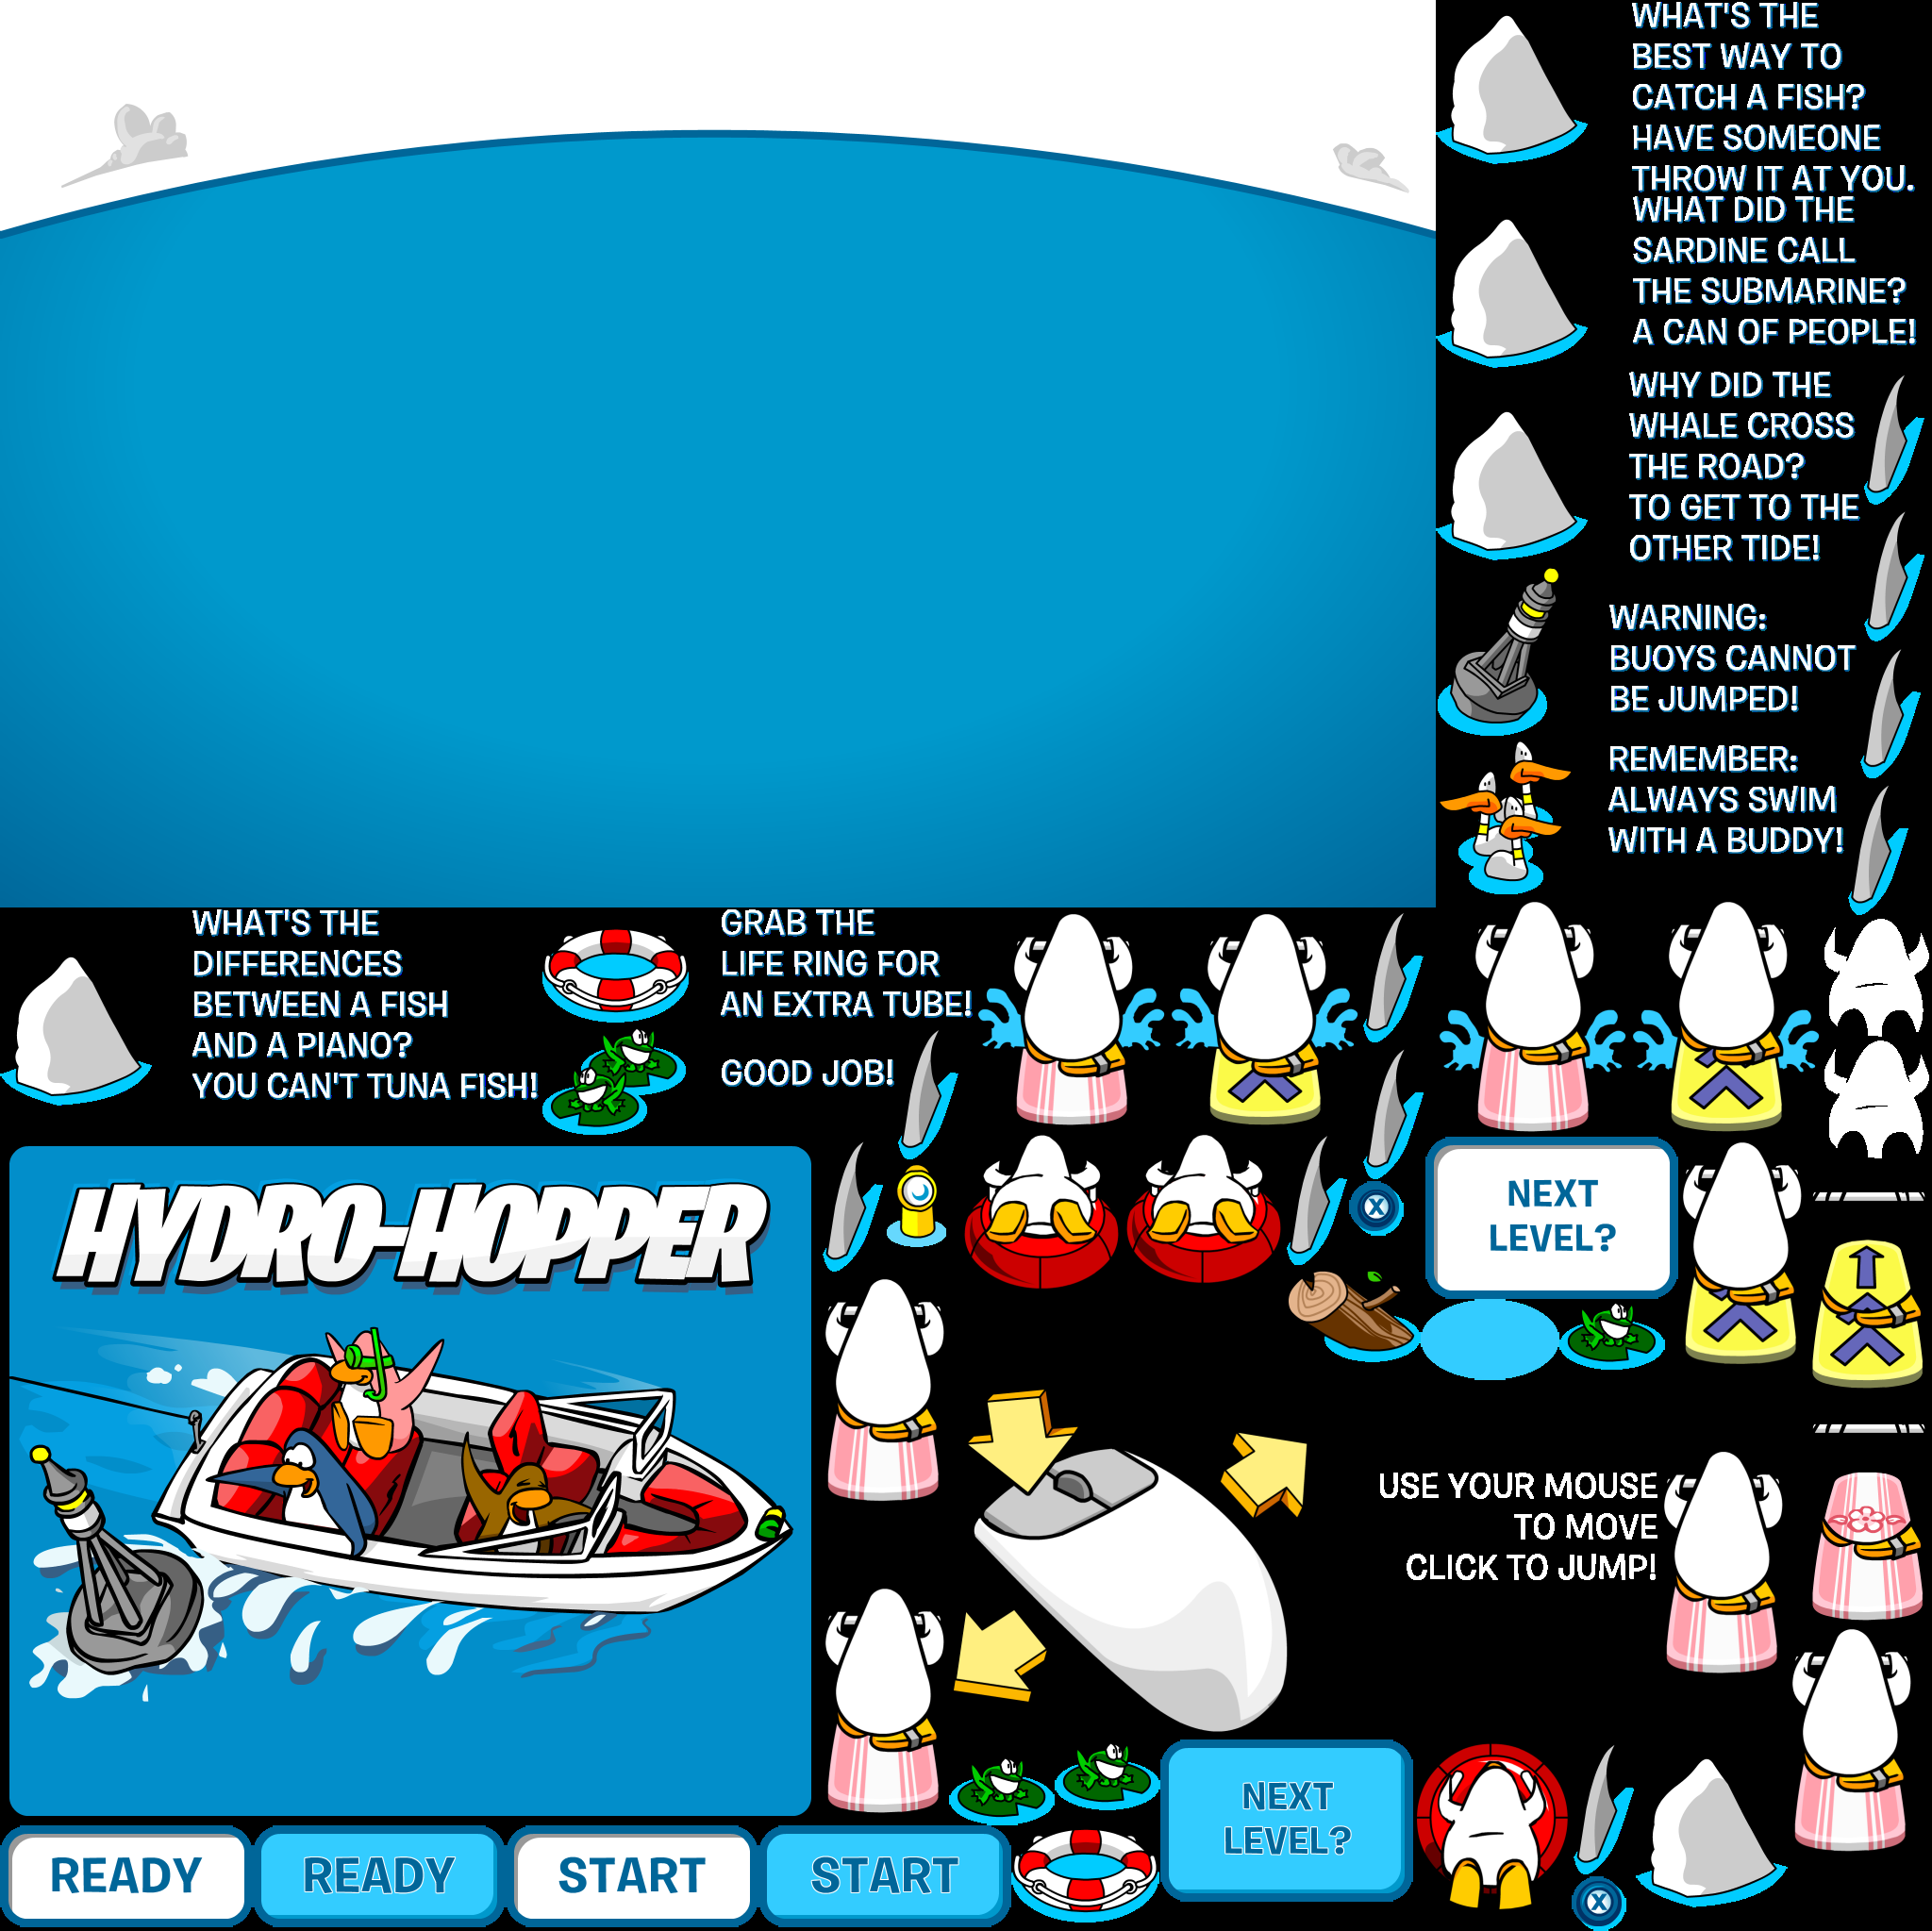 WHAT'S THE
BEST WAY TO
CATCH A FISH?
HAVE SOMEONE
THROW IT AT YOU.
WHAT DID THE
SARDINE CALL
THE SUBMARINE?
A CAN OF PEOPLE!
WHY DID THE
WHALE CROSS
THE ROAD?
TO GET TO THE
OTHER TIDE!
WARNING:
BUOYS CANNOT
BE JUMPED!
REMEMBER:
ALWAYS SWIM
WITH A BUDDY!
WHAT'S THE
DIFFERENCES
BETWEEN A FISH
AND A PIANO?
YOU CAN'T TUNA FISH!
GRAB THE
LIFE RING FOR
AN EXTRA TUBE!
GOOD JOB!
HYDRO-HOPPER
X
NEXT
LEVEL?
USE YOUR MOUSE
TO MOVE
CLICK TO JUMP!
NEXT
LEVEL?
READY
READY
START
START
X